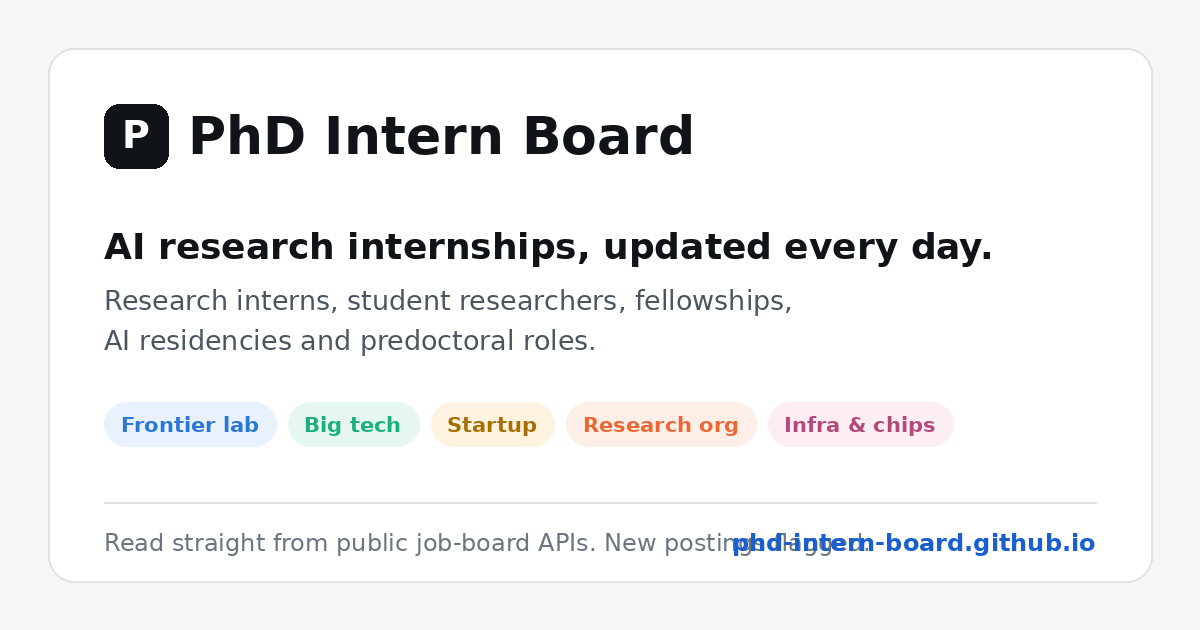 P PhD Intern Board
AI research internships, updated every day.
Research interns, student researchers, fellowships,
AI residencies and predoctoral roles.
Frontier lab Big tech Startup Research org Infra & chips
Read straight from public job-board APIs. New postings flagged. phd-intern-board.github.io